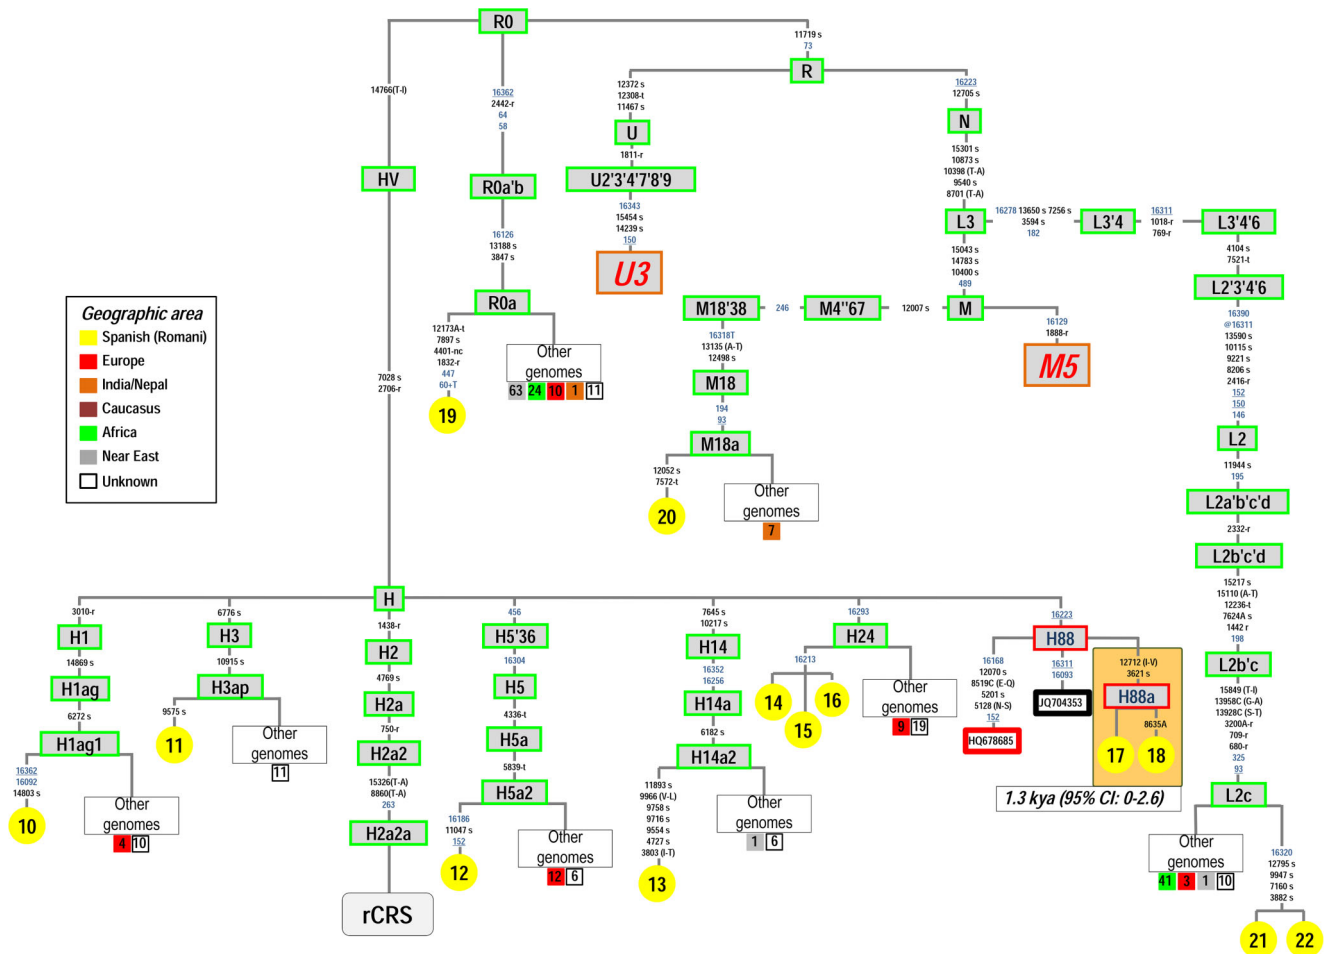 R0
11719 s
73
R
14766(T-I)
16362
2442-r
64
58
12372 s
12308-t
11467 s
U
1811-r
U2'3'4'7'8'9
16343
15454 s
14239 s
150
U3
16223
12705 s
N
15301 s
10873 s
10398 (T-A)
9540 s
8701 (T-A)
L3
16278 13650 s 7256 s
3594 s
182
L3'4
16311
1018-r
769-r
L3'4'6
4104 s
7521-t
L2'3'4'6
16390
@16311
13590 s
10115 s
9221 s
8206 s
2416-r
152
150
146
L2
11944 s
195
L2a'b'c'd
2332-r
L2b'c'd
15217 s
15110 (A-T)
12236-t
7624A s
1442 r
198
L2b'c
15849 (T-I)
13958C (G-A)
13928C (S-T)
3200A-r
709-r
680-r
325
93
L2c
Other
genomes
41 3 1 10
16320
12795 s
9947 s
7160 s
3882 s
21
22
15043 s
14783 s
10400 s
489
M
12007 s
M4"67
246
M18'38
16318T
13135 (A-T)
12498 s
M18
194
93
M18a
12052 s
7572-t
20
Other
genomes
7
16129
1888-r
M5
HV
R0a'b
16126
13188 s
3847 s
R0a
12173A-t
7897 s
4401-nc
1832-r
447
60+T
19
Other
genomes
63 24 10 1 11
7028 s
2706-r
Geographic area
Spanish (Romani)
Europe
India/Nepal
Caucasus
Africa
Near East
Unknown
H
3010-r
H1
14869 s
H1ag
6272 s
H1ag1
16362
16092
14803 s
10
Other
genomes
4 10
6776 s
H3
10915 s
H3ap
9575 s
11
Other
genomes
11
1438-r
H2
4769 s
H2a
750-r
H2a2
15326(T-A)
8860(T-A)
263
H2a2a
rCRS
456
H5'36
16304
H5
4336-t
H5a
5839-t
H5a2
16186
11047 s
152
12
Other
genomes
12 6
7645 s
10217 s
H14
16352
16256
H14a
6182 s
H14a2
11893 s
9966 (V-L)
9758 s
9716 s
9554 s
4727 s
3803 (I-T)
13
Other
genomes
1 6
16293
H24
16213
14
15
16
Other
genomes
9 19
16223
H88
16168
12070 s
8519C (E-Q)
5201 s
5128 (N-S)
152
HQ678685
16311
16093
JQ704353
12712 (I-V)
3621 s
H88a
8635A
17
18
1.3 kya (95% CI: 0-2.6)